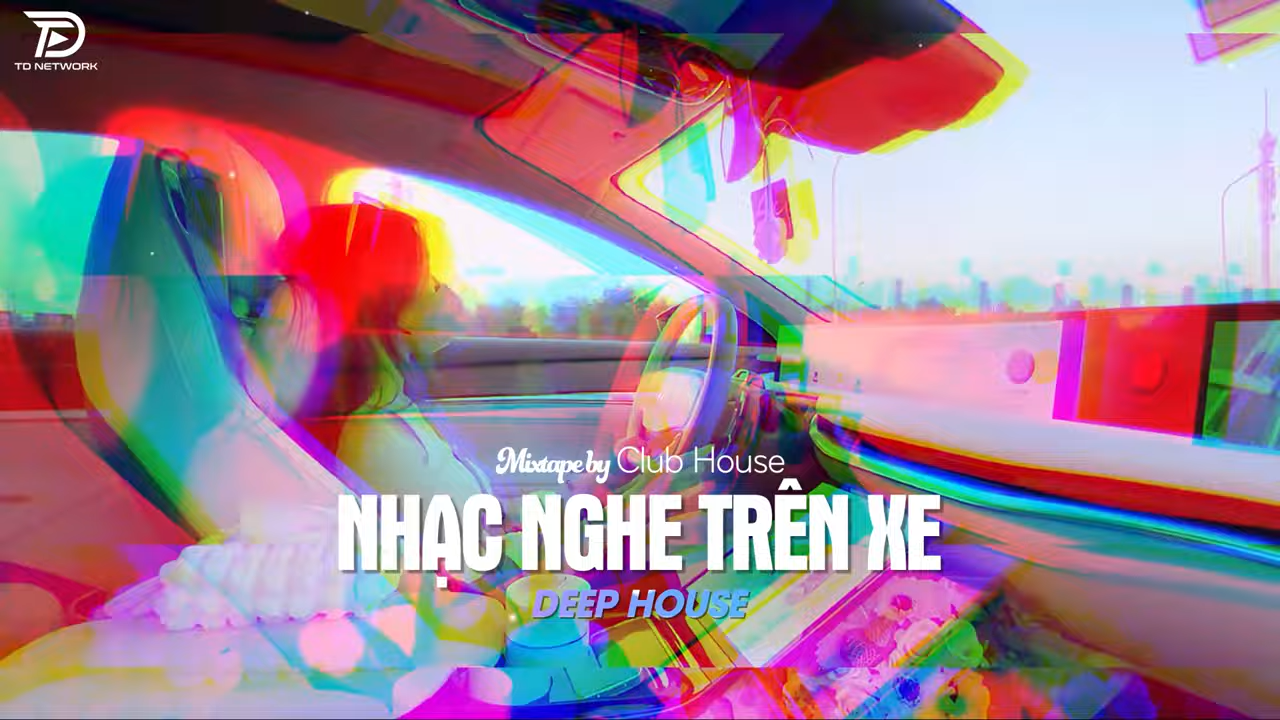 TD NETWORK
Mixtape by Club House
NHẠC NGHE TRÊN XE
DEEP HOUSE